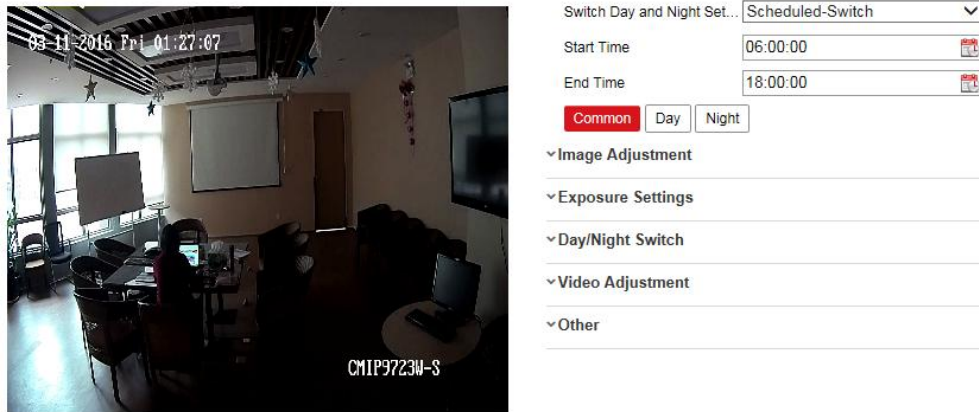 03-11-2016 Fri 01:27:07
CMIP9723W-S
Switch Day and Night Set...
Scheduled-Switch
Start Time
06:00:00
End Time
18:00:00
Common
Day
Night
Image Adjustment
Exposure Settings
Day/Night Switch
Video Adjustment
Other